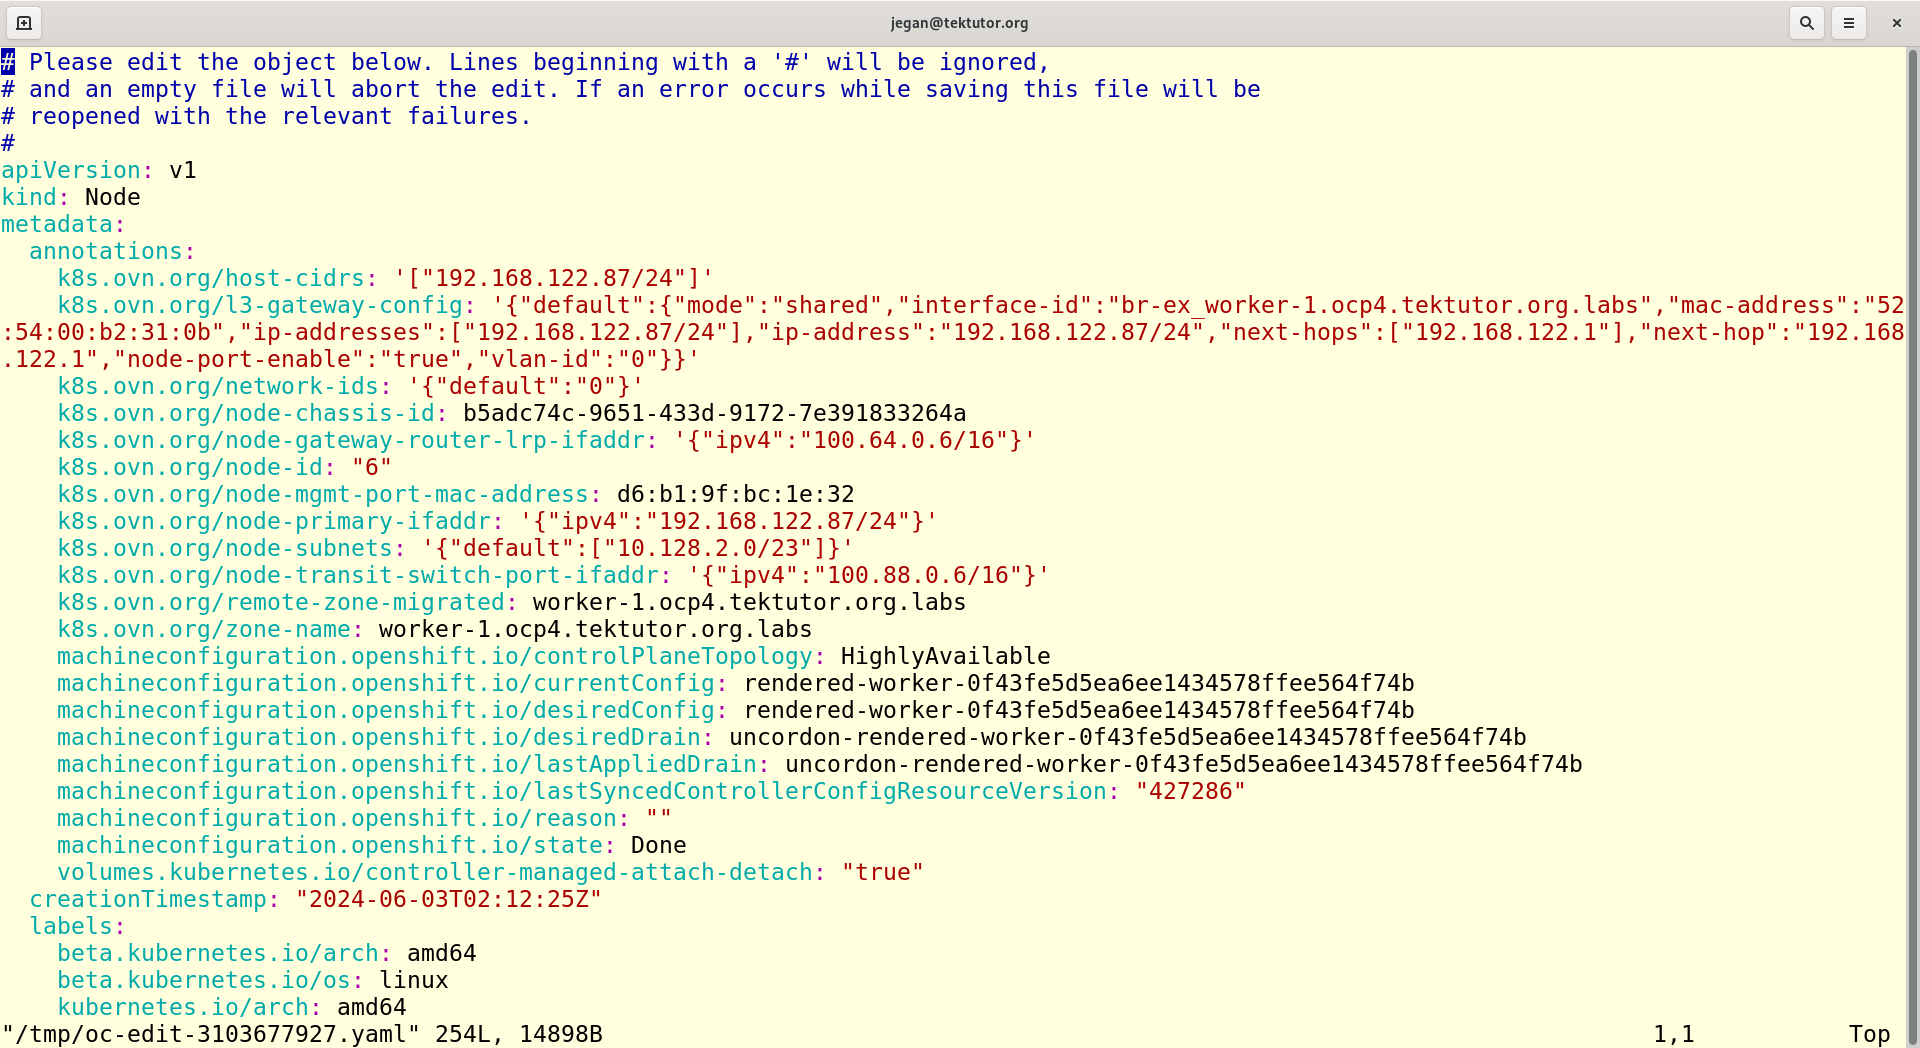 jegan@tektutor.org
# Please edit the object below. Lines beginning with a '#' will be ignored,
# and an empty file will abort the edit. If an error occurs while saving this file will be
# reopened with the relevant failures.
#
apiVersion: v1
kind: Node
metadata:
  annotations:
    k8s.ovn.org/host-cidrs: '["192.168.122.87/24"]'
    k8s.ovn.org/l3-gateway-config: '{"default":{"mode":"shared","interface-id":"br-ex_worker-1.ocp4.tektutor.org.labs","mac-address":"52
:54:00:b2:31:0b","ip-addresses":["192.168.122.87/24"],"ip-address":"192.168.122.87/24","next-hops":["192.168.122.1"],"next-hop":"192.168
.122.1","node-port-enable":"true","vlan-id":"0"}}'
    k8s.ovn.org/network-ids: '{"default":"0"}'
    k8s.ovn.org/node-chassis-id: b5adc74c-9651-433d-9172-7e391833264a
    k8s.ovn.org/node-gateway-router-lrp-ifaddr: '{"ipv4":"100.64.0.6/16"}'
    k8s.ovn.org/node-id: "6"
    k8s.ovn.org/node-mgmt-port-mac-address: d6:b1:9f:bc:1e:32
    k8s.ovn.org/node-primary-ifaddr: '{"ipv4":"192.168.122.87/24"}'
    k8s.ovn.org/node-subnets: '{"default":["10.128.2.0/23"]}'
    k8s.ovn.org/node-transit-switch-port-ifaddr: '{"ipv4":"100.88.0.6/16"}'
    k8s.ovn.org/remote-zone-migrated: worker-1.ocp4.tektutor.org.labs
    k8s.ovn.org/zone-name: worker-1.ocp4.tektutor.org.labs
    machineconfiguration.openshift.io/controlPlaneTopology: HighlyAvailable
    machineconfiguration.openshift.io/currentConfig: rendered-worker-0f43fe5d5ea6ee1434578ffee564f74b
    machineconfiguration.openshift.io/desiredConfig: rendered-worker-0f43fe5d5ea6ee1434578ffee564f74b
    machineconfiguration.openshift.io/desiredDrain: uncordon-rendered-worker-0f43fe5d5ea6ee1434578ffee564f74b
    machineconfiguration.openshift.io/lastAppliedDrain: uncordon-rendered-worker-0f43fe5d5ea6ee1434578ffee564f74b
    machineconfiguration.openshift.io/lastSyncedControllerConfigResourceVersion: "427286"
    machineconfiguration.openshift.io/reason: ""
    machineconfiguration.openshift.io/state: Done
    volumes.kubernetes.io/controller-managed-attach-detach: "true"
  creationTimestamp: "2024-06-03T02:12:25Z"
  labels:
    beta.kubernetes.io/arch: amd64
    beta.kubernetes.io/os: linux
    kubernetes.io/arch: amd64
"/tmp/oc-edit-3103677927.yaml" 254L, 14898B 1,1 Top